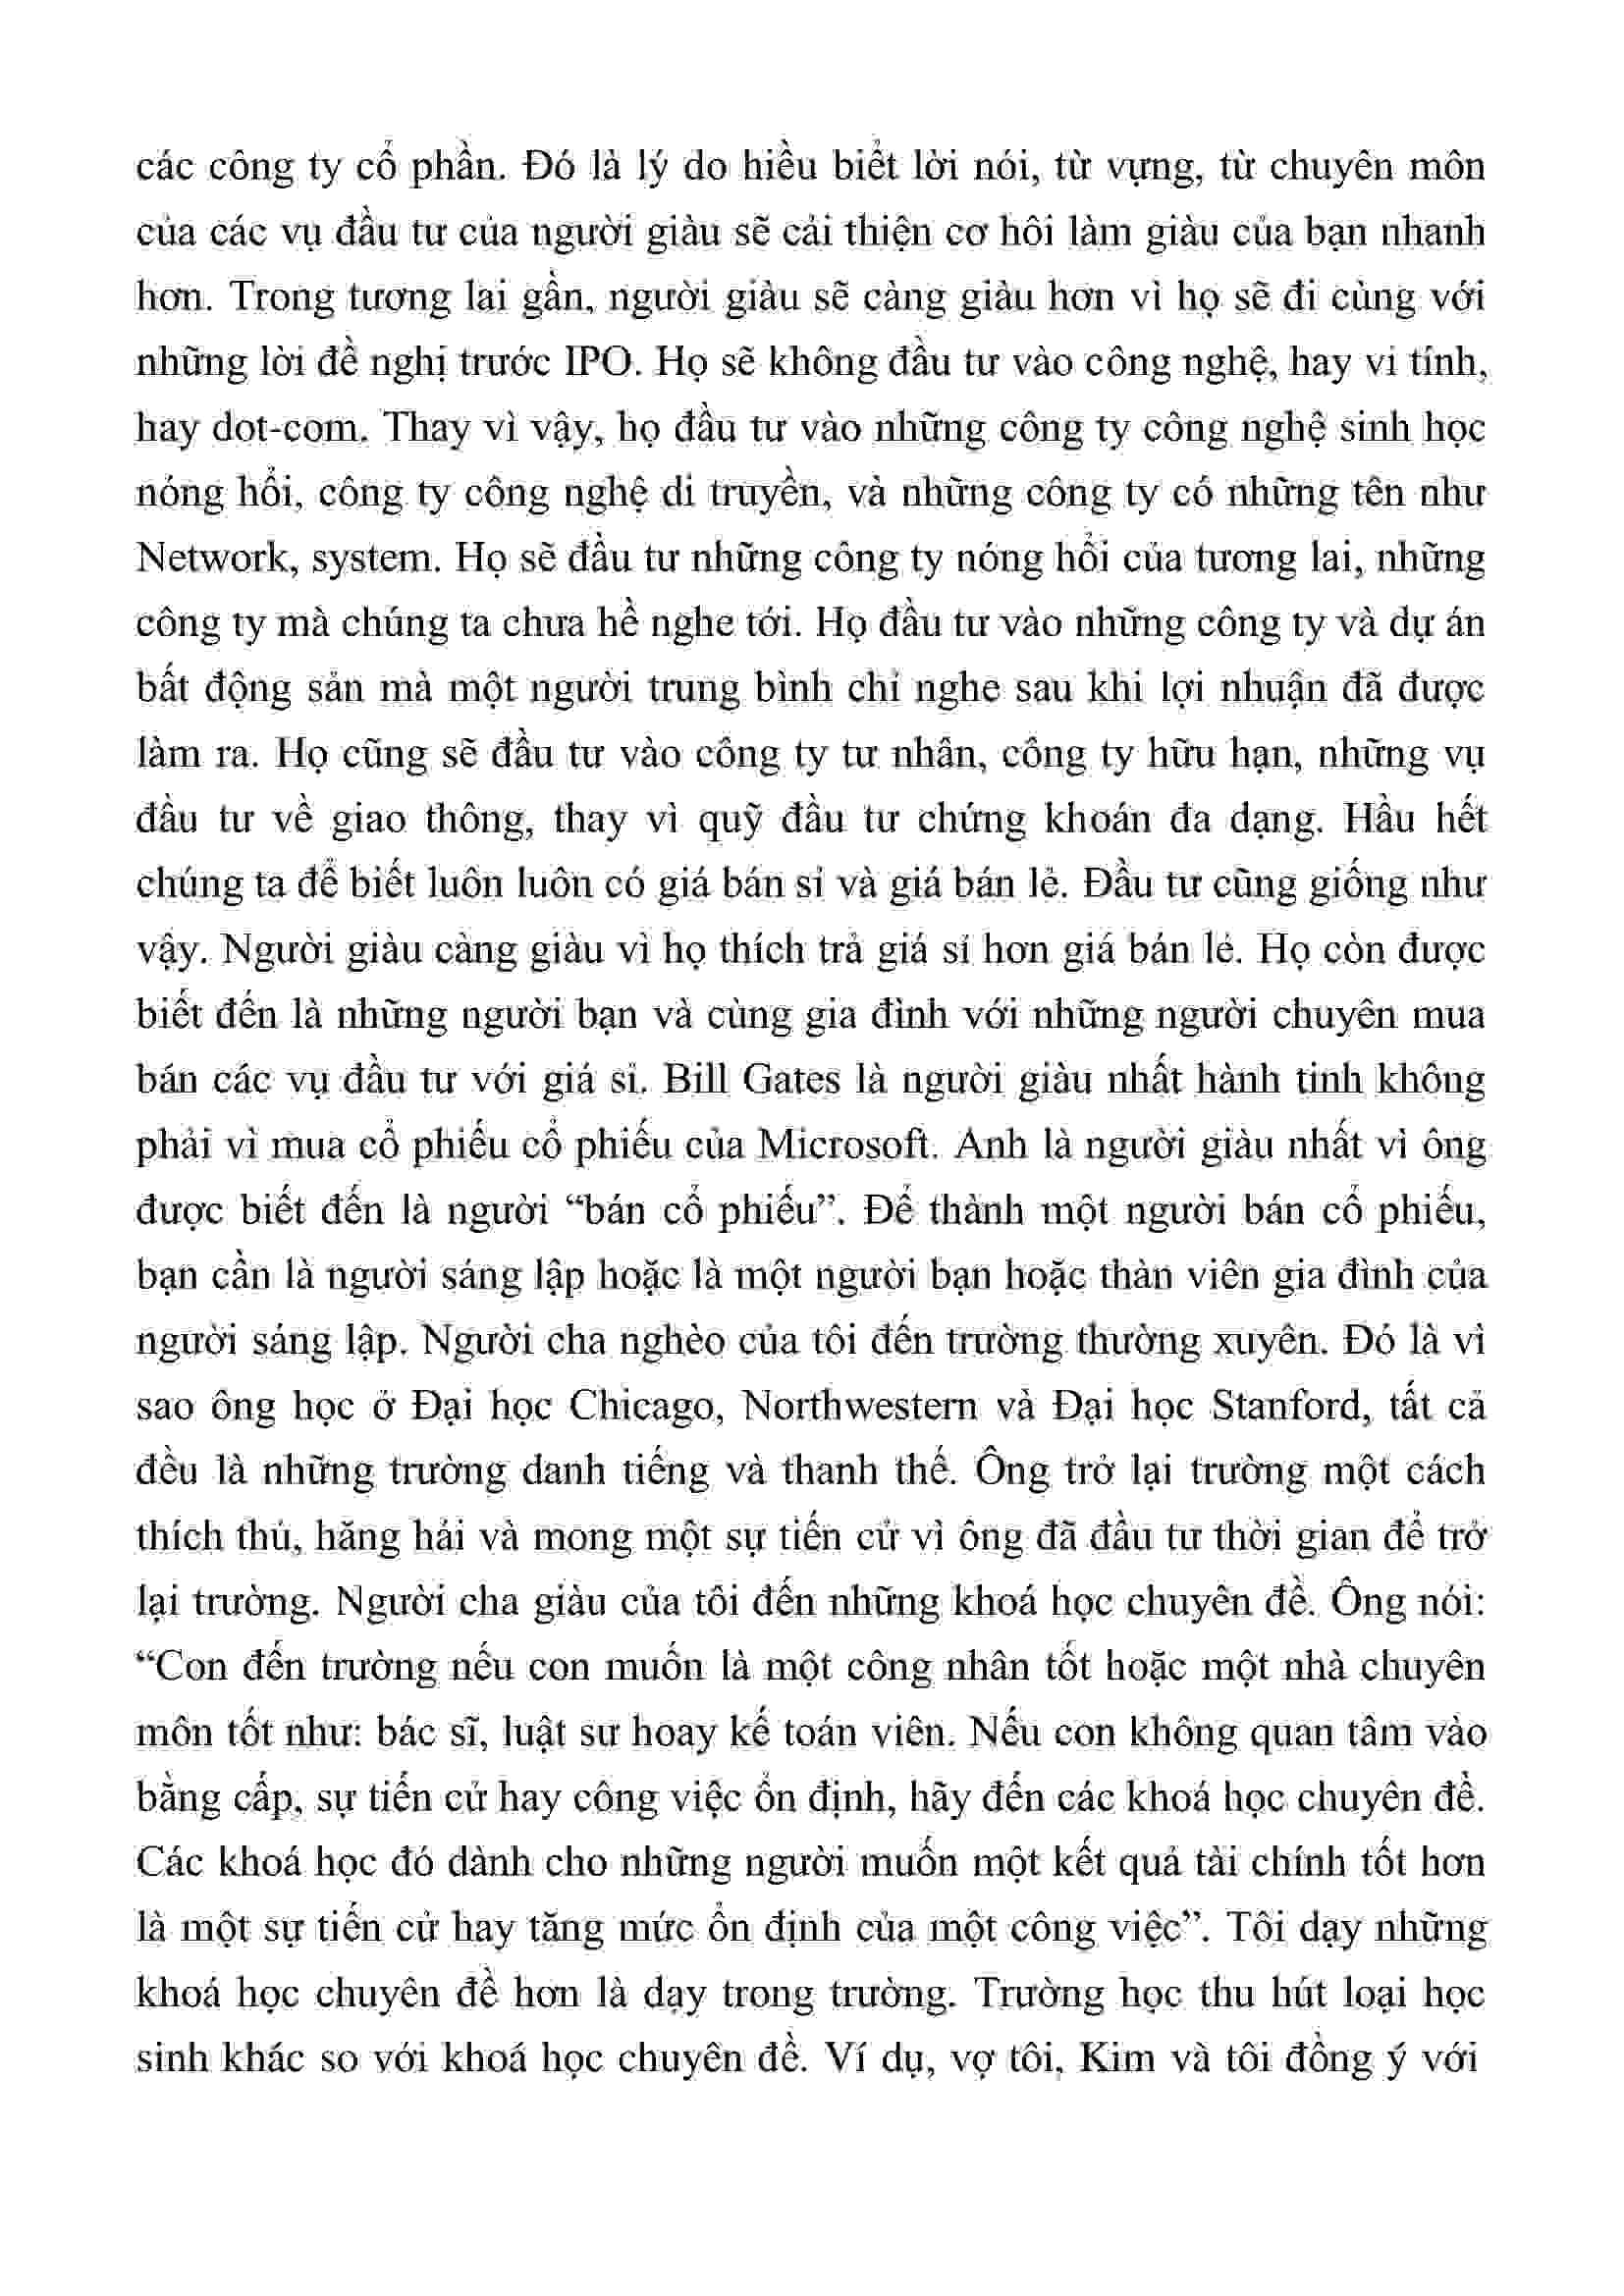 các công ty cổ phần. Đó là lý do hiều biết lời nói, từ vựng, từ chuyên môn
của các vụ đầu tư của người giàu sẽ cải thiện cơ hôi làm giàu của bạn nhanh
hơn. Trong tương lai gần, người giàu sẽ càng giàu hơn vì họ sẽ đi cùng với
những lời đề nghị trước IPO. Họ sẽ không đầu tư vào công nghệ, hay vi tính,
hay dot-com. Thay vì vậy, họ đầu tư vào những công ty công nghệ sinh học
nóng hổi, công ty công nghệ di truyền, và những công ty có những tên như
Network, system. Họ sẽ đầu tư những công ty nóng hổi của tương lai, những
công ty mà chúng ta chưa hề nghe tới. Họ đầu tư vào những công ty và dự án
bất động sản mà một người trung bình chỉ nghe sau khi lợi nhuận đã được
làm ra. Họ cũng sẽ đầu tư vào công ty tư nhân, công ty hữu hạn, những vụ
đầu tư về giao thông, thay vì quỹ đầu tư chứng khoán đa dạng. Hầu hết
chúng ta để biết luôn luôn có giá bán sỉ và giá bán lẻ. Đầu tư cũng giống như
vậy. Người giàu càng giàu vì họ thích trả giá sỉ hơn giá bán lẻ. Họ còn được
biết đến là những người bạn và cùng gia đình với những người chuyên mua
bán các vụ đầu tư với giá sỉ. Bill Gates là người giàu nhất hành tinh không
phải vì mua cổ phiếu cổ phiếu của Microsoft. Anh là người giàu nhất vì ông
được biết đến là người “bán cổ phiếu”. Để thành một người bán cổ phiếu,
bạn cần là người sáng lập hoặc là một người bạn hoặc thàn viên gia đình của
người sáng lập. Người cha nghèo của tôi đến trường thường xuyên. Đó là vì
sao ông học ở Đại học Chicago, Northwestern và Đại học Stanford, tất cả
đều là những trường danh tiếng và thanh thế. Ông trở lại trường một cách
thích thú, hăng hải và mong một sự tiến cử vì ông đã đầu tư thời gian để trở
lại trường. Người cha giàu của tôi đến những khoá học chuyên đề. Ông nói:
“Con đến trường nếu con muốn là một công nhân tốt hoặc một nhà chuyên
môn tốt như: bác sĩ, luật sư hoay kế toán viên. Nếu con không quan tâm vào
bằng cấp, sự tiến cử hay công việc ổn định, hãy đến các khoá học chuyên đề.
Các khoá học đó dành cho những người muốn một kết quả tài chính tốt hơn
là một sự tiến cử hay tăng mức ổn định của một công việc”. Tôi dạy những
khoá học chuyên đề hơn là dạy trong trường. Trường học thu hút loại học
sinh khác so với khoá học chuyên đề. Ví dụ, vợ tôi, Kim và tôi đồng ý với